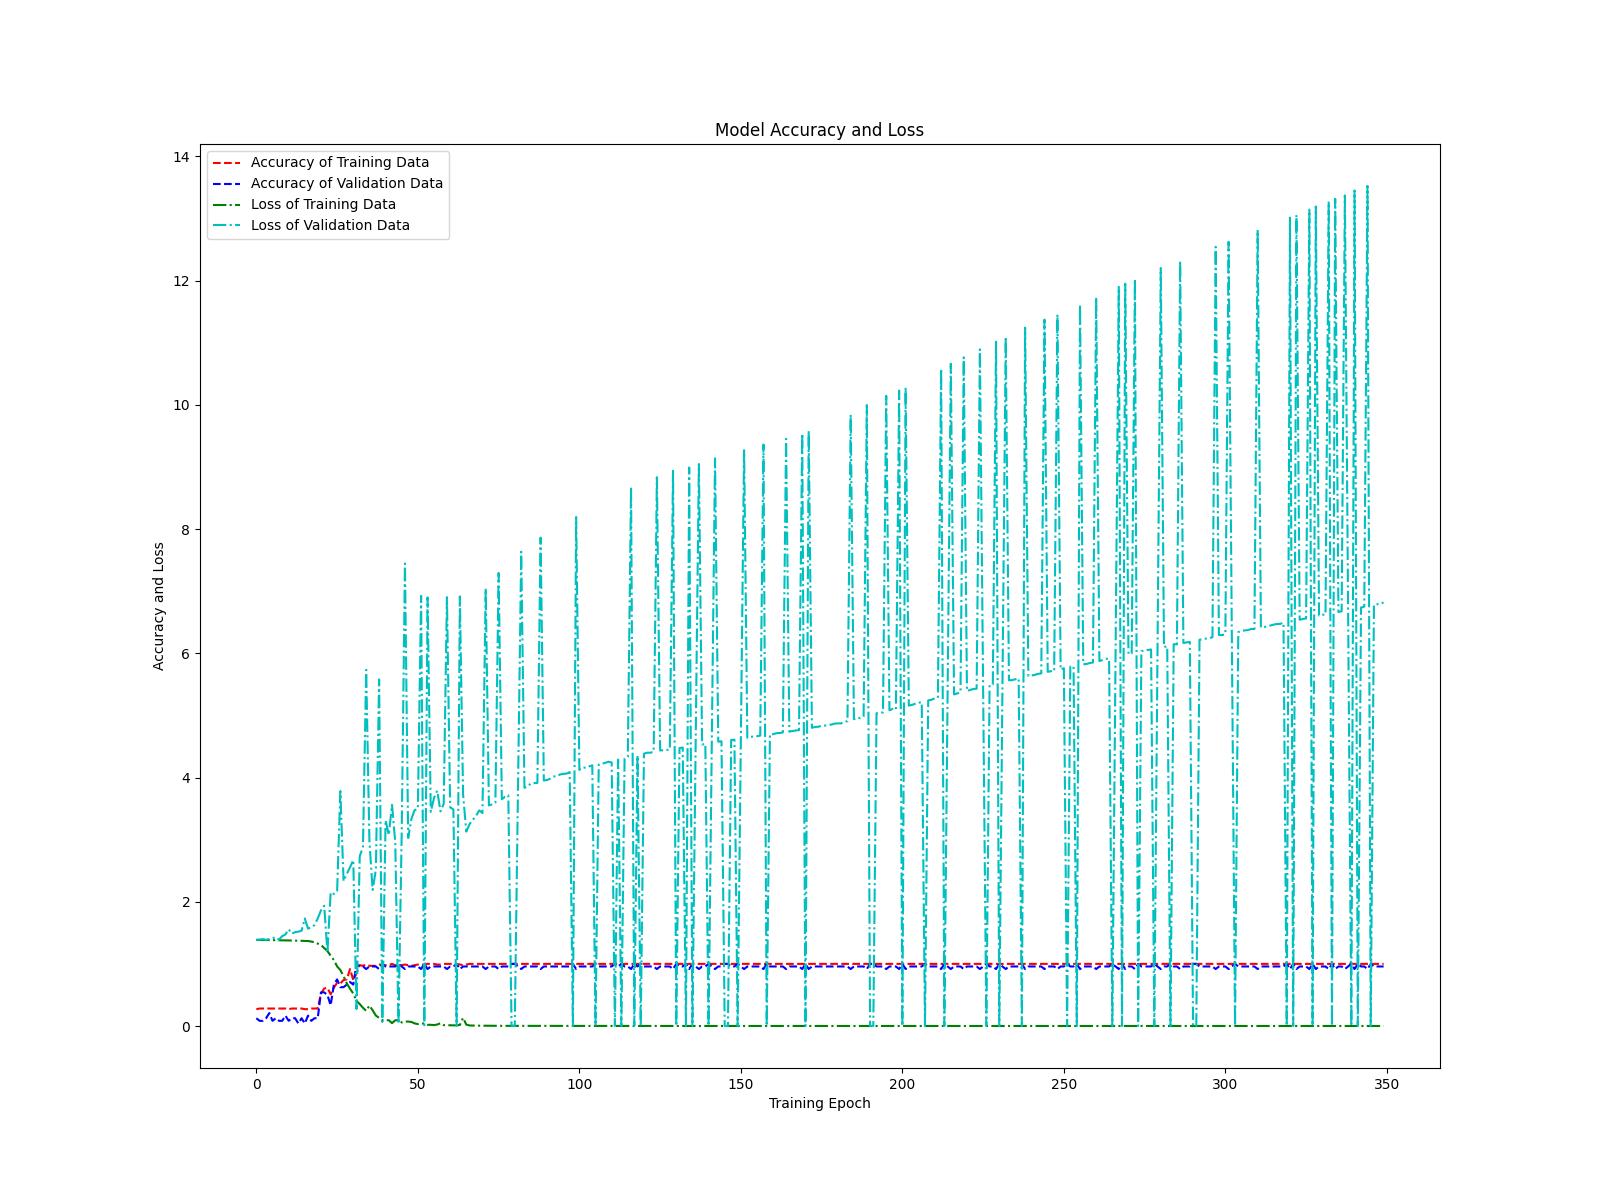 Model Accuracy and Loss
14
12
10
8
6
4
2
0
Accuracy and Loss
Accuracy of Training Data
Accuracy of Validation Data
Loss of Training Data
Loss of Validation Data
0 50 100 150 200 250 300 350
Training Epoch